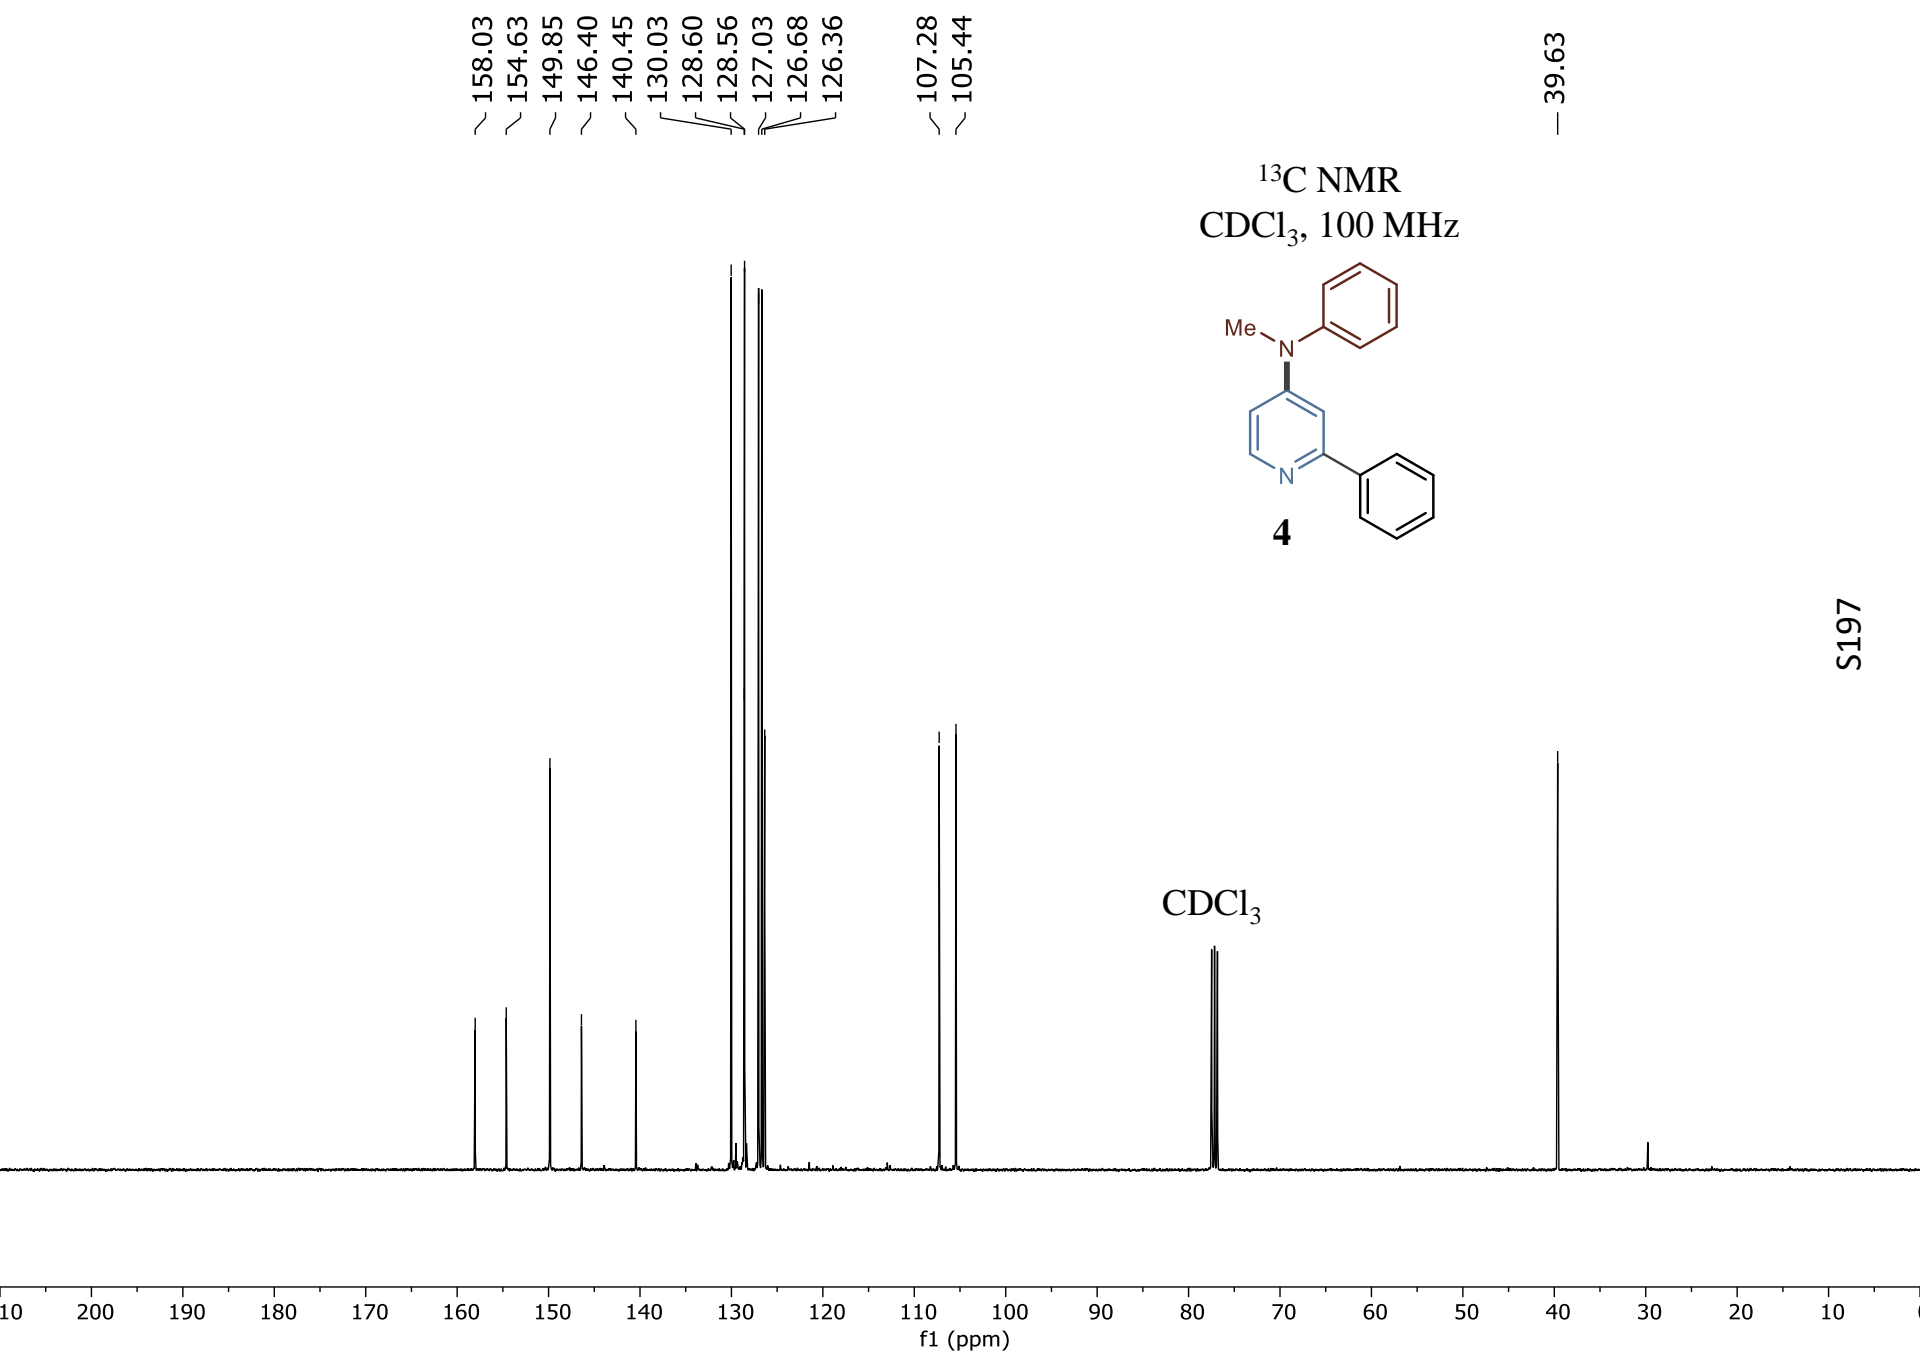 158.03
154.63
149.85
146.40
140.45
130.03
128.60
128.56
127.03
126.68
126.36
107.28
105.44
39.63
¹³C NMR
CDCl₃, 100 MHz
Me
N
N
4
S197
CDCl₃
10 200 190 180 170 160 150 140 130 120 110 100 90 80 70 60 50 40 30 20 10 0
f1 (ppm)